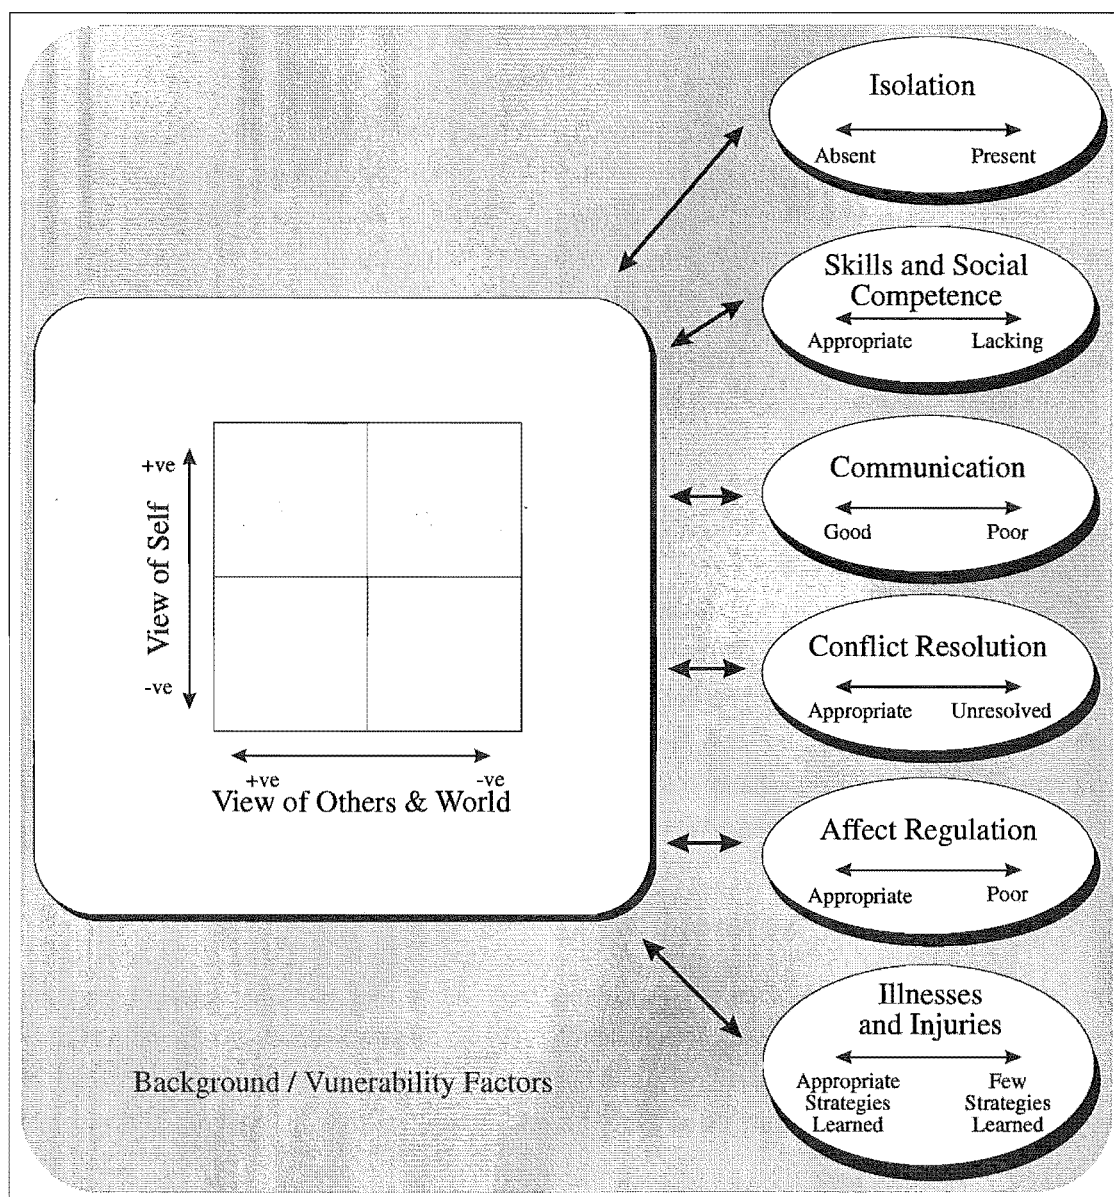 Isolation
Absent Present
Skills and Social
Competence
Appropriate Lacking
Communication
Good Poor
Conflict Resolution
Appropriate Unresolved
Affect Regulation
Appropriate Poor
Illnesses
and Injuries
Appropriate Few
Strategies Strategies
Learned Learned
+ve
View of Self
-ve
+ve -ve
View of Others & World
Background / Vunerability Factors